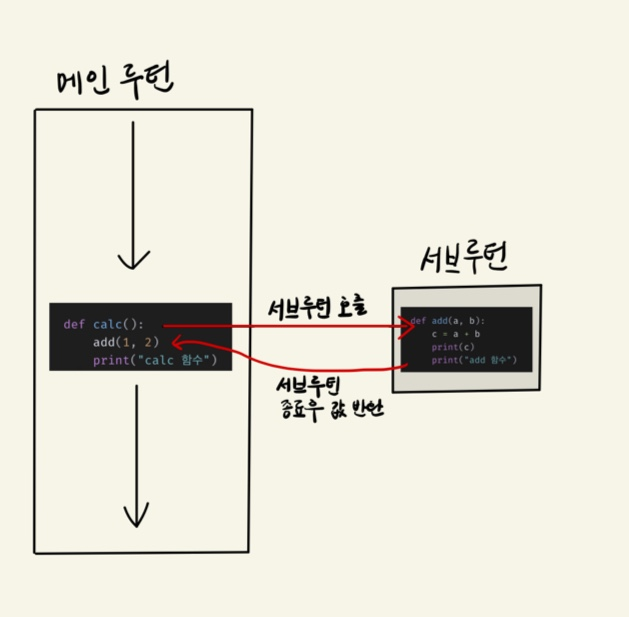 메인 루틴
서브루틴
def calc():
    add(1, 2)
    print("calc 함수")
서브루틴 호출
def add(a, b):
    c = a + b
    print(c)
    print("add 함수")
서브루틴
종료후 값 반환